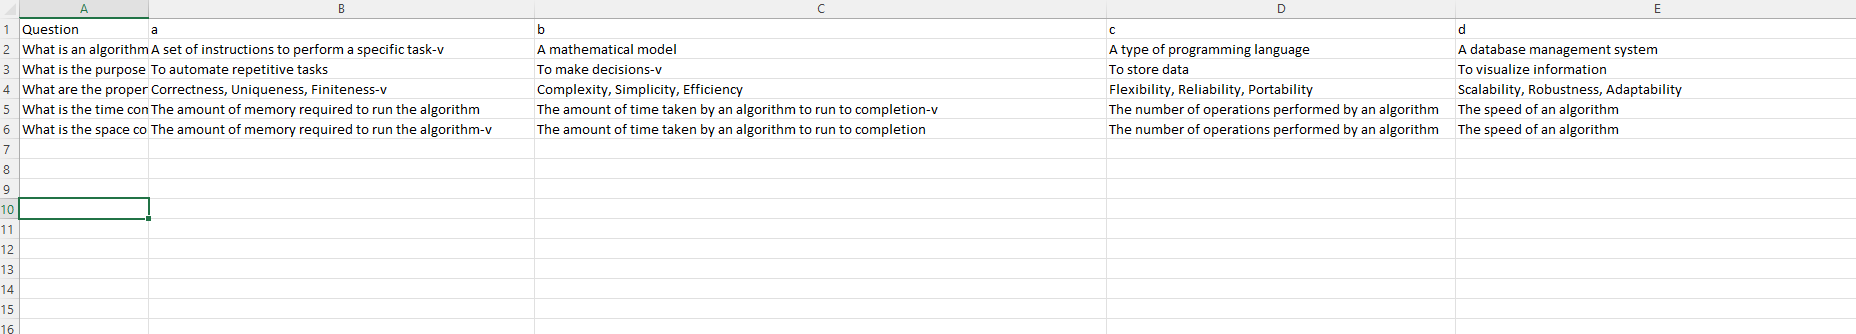 A B C D E
1 Question a b c d
2 What is an algorithm A set of instructions to perform a specific task-v A mathematical model A type of programming language A database management system
3 What is the purpose To automate repetitive tasks To make decisions-v To store data To visualize information
4 What are the proper Correctness, Uniqueness, Finiteness-v Complexity, Simplicity, Efficiency Flexibility, Reliability, Portability Scalability, Robustness, Adaptability
5 What is the time con The amount of memory required to run the algorithm The amount of time taken by an algorithm to run to completion-v The number of operations performed by an algorithm The speed of an algorithm
6 What is the space co The amount of memory required to run the algorithm-v The amount of time taken by an algorithm to run to completion The number of operations performed by an algorithm The speed of an algorithm
7
8
9
10
11
12
13
14
15
16